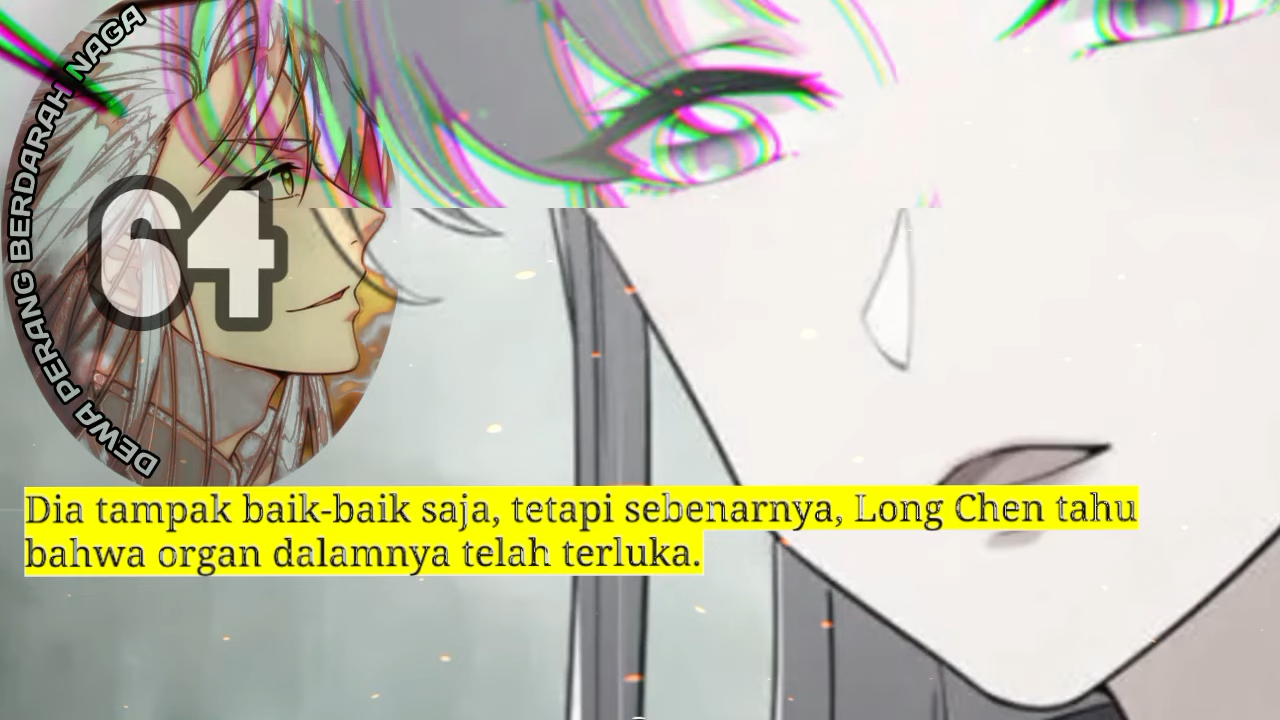 DEWA PERANG BERDARAH NAGA
64
Dia tampak baik-baik saja, tetapi sebenarnya, Long Chen tahu
bahwa organ dalamnya telah terluka.